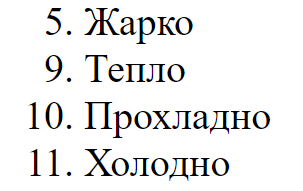 5. Жарко
9. Тепло
10. Прохладно
11. Холодно